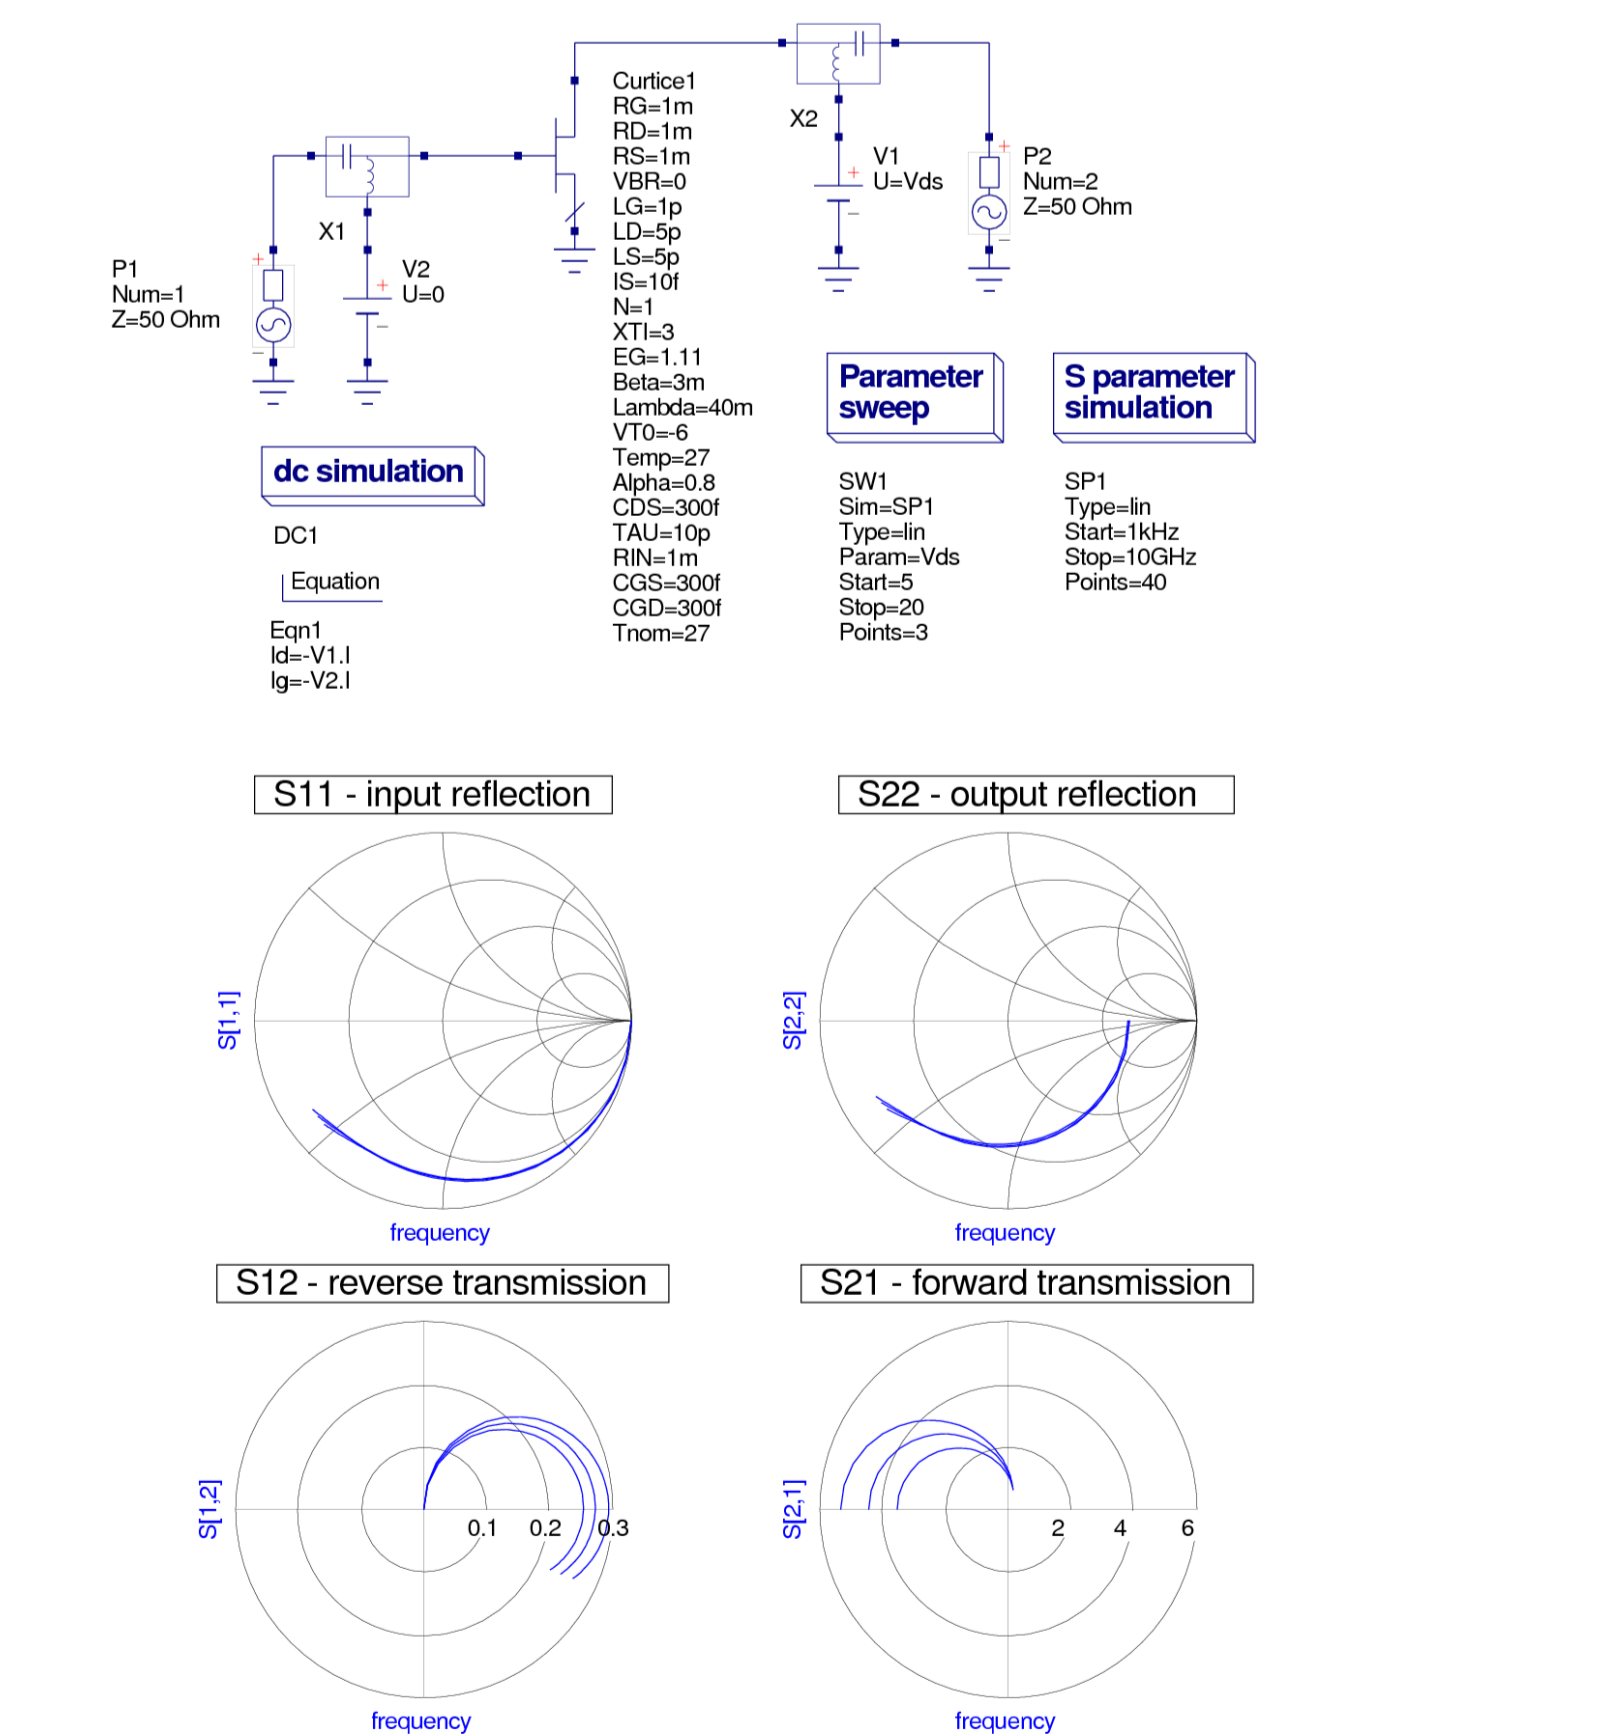 Curtice1
RG=1m
RD=1m
RS=1m
VBR=0
LG=1p
LD=5p
LS=5p
IS=10f
N=1
XTI=3
EG=1.11
Beta=3m
Lambda=40m
VT0=-6
Temp=27
Alpha=0.8
CDS=300f
TAU=10p
RIN=1m
CGS=300f
CGD=300f
Tnom=27
X2
V1
U=Vds
P2
Num=2
Z=50 Ohm
X1
P1
Num=1
Z=50 Ohm
V2
U=0
dc simulation
DC1
Equation
Eqn1
Id=-V1.I
Ig=-V2.I
Parameter
sweep
SW1
Sim=SP1
Type=lin
Param=Vds
Start=5
Stop=20
Points=3
S parameter
simulation
SP1
Type=lin
Start=1kHz
Stop=10GHz
Points=40
S11 - input reflection
S[1,1]
frequency
S22 - output reflection
S[2,2]
frequency
S12 - reverse transmission
S[1,2]
0.1 0.2 0.3
frequency
S21 - forward transmission
S[2,1]
2 4 6
frequency